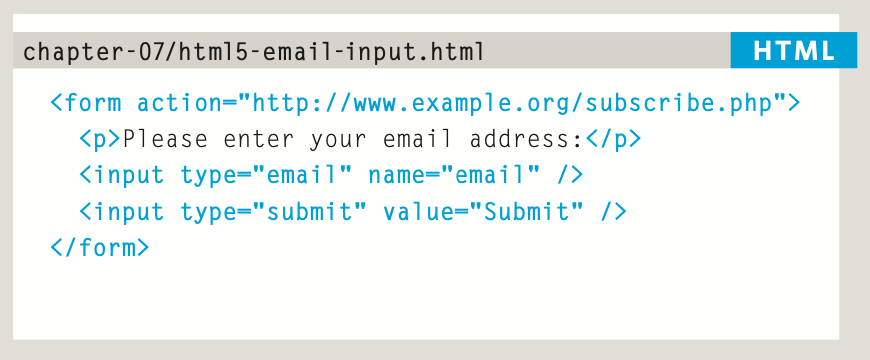 chapter-07/html5-email-input.html HTML
<form action="http://www.example.org/subscribe.php">
<p>Please enter your email address:</p>
<input type="email" name="email" />
<input type="submit" value="Submit" />
</form>